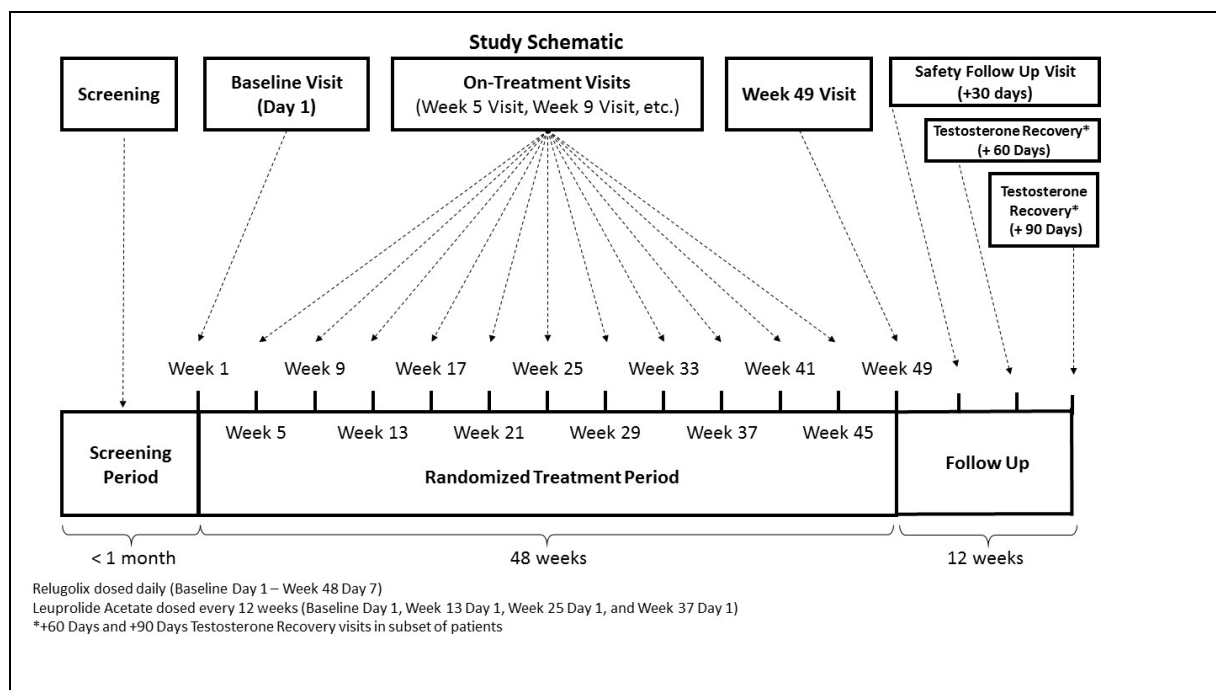 Study Schematic
Screening
Baseline Visit
(Day 1)
On-Treatment Visits
(Week 5 Visit, Week 9 Visit, etc.)
Week 49 Visit
Safety Follow Up Visit
(+30 days)
Testosterone Recovery*
(+ 60 Days)
Testosterone
Recovery*
(+ 90 Days)
Week 1 Week 9 Week 17 Week 25 Week 33 Week 41 Week 49
Week 5 Week 13 Week 21 Week 29 Week 37 Week 45
Screening
Period
Randomized Treatment Period
Follow Up
< 1 month
48 weeks
12 weeks
Relugolix dosed daily (Baseline Day 1 – Week 48 Day 7)
Leuprolide Acetate dosed every 12 weeks (Baseline Day 1, Week 13 Day 1, Week 25 Day 1, and Week 37 Day 1)
*+60 Days and +90 Days Testosterone Recovery visits in subset of patients